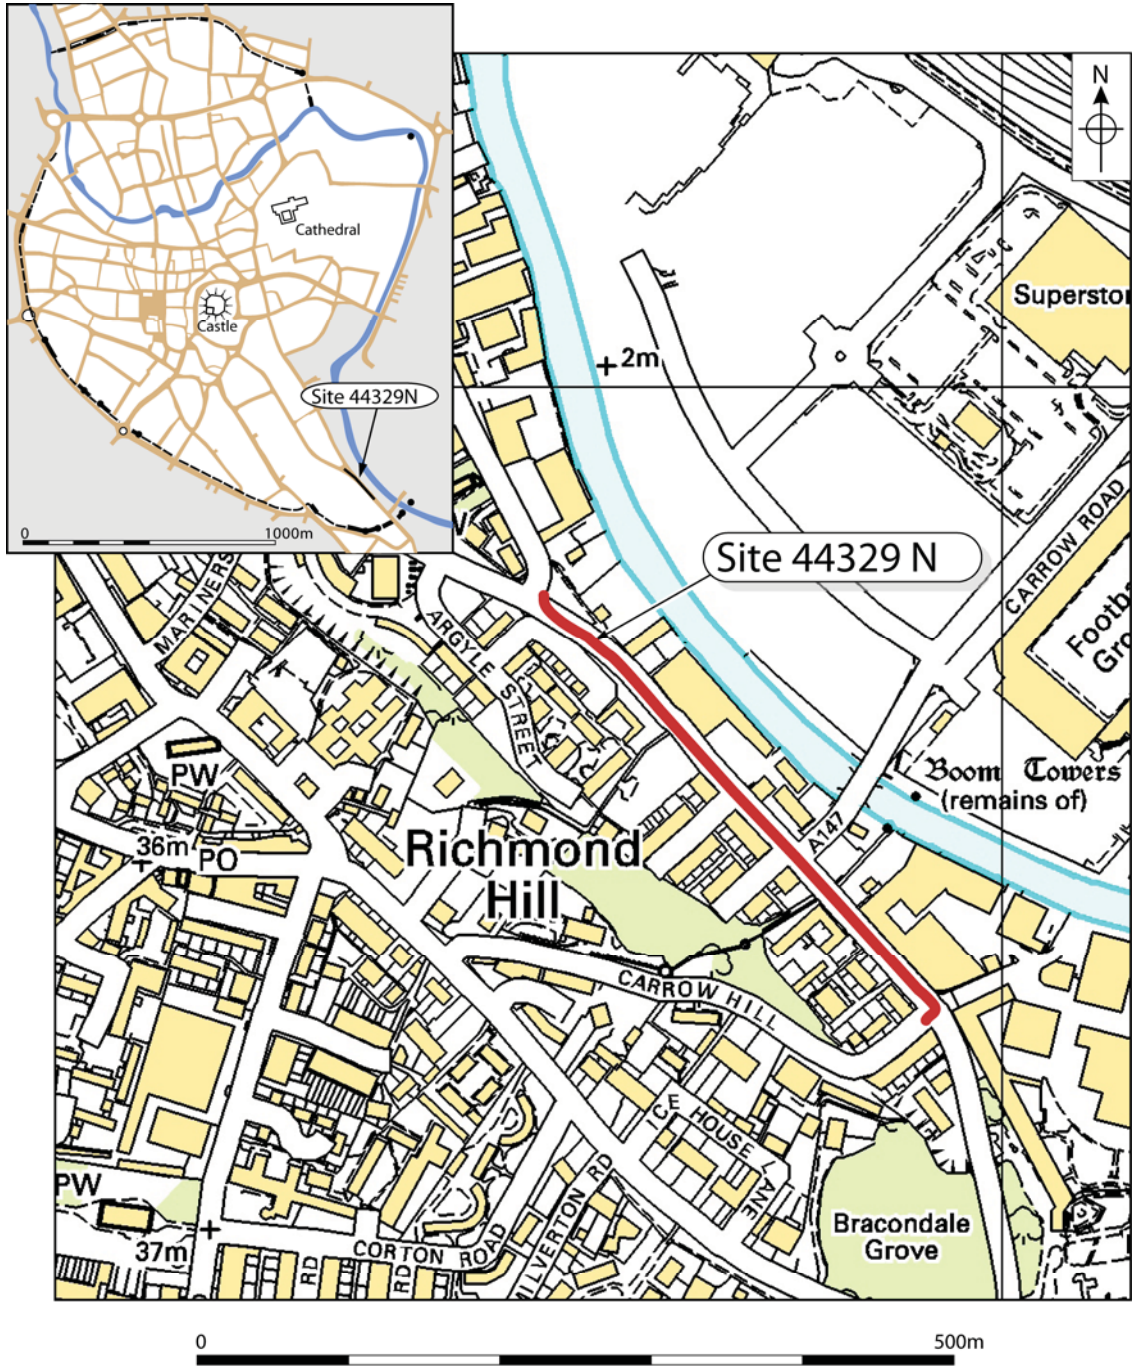 Cathedral
Castle
Site 44329N
0 1000m
N
Superstor
2m
CARROW ROAD
Footb
Gro
Site 44329 N
MARINERS
ARGYLE STREET
PW
36m
PO
Richmond
Hill
A147
Boom Towers
(remains of)
CARROW HILL
ICE HOUSE LANE
Bracondale
Grove
PW
37m
CORTON ROAD
RD
RD
MILVERTON RD
0 500m